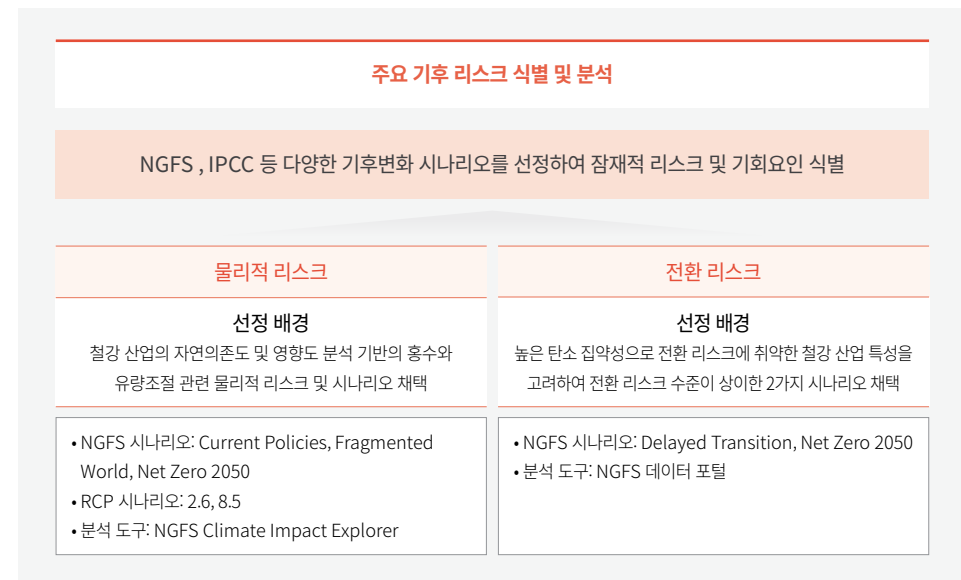 주요 기후 리스크 식별 및 분석
NGFS , IPCC 등 다양한 기후변화 시나리오를 선정하여 잠재적 리스크 및 기회요인 식별
물리적 리스크
선정 배경
철강 산업의 자연의존도 및 영향도 분석 기반의 홍수와
유량조절 관련 물리적 리스크 및 시나리오 채택
• NGFS 시나리오: Current Policies, Fragmented
World, Net Zero 2050
• RCP 시나리오: 2.6, 8.5
• 분석 도구: NGFS Climate Impact Explorer
전환 리스크
선정 배경
높은 탄소 집약성으로 전환 리스크에 취약한 철강 산업 특성을
고려하여 전환 리스크 수준이 상이한 2가지 시나리오 채택
• NGFS 시나리오: Delayed Transition, Net Zero 2050
• 분석 도구: NGFS 데이터 포털